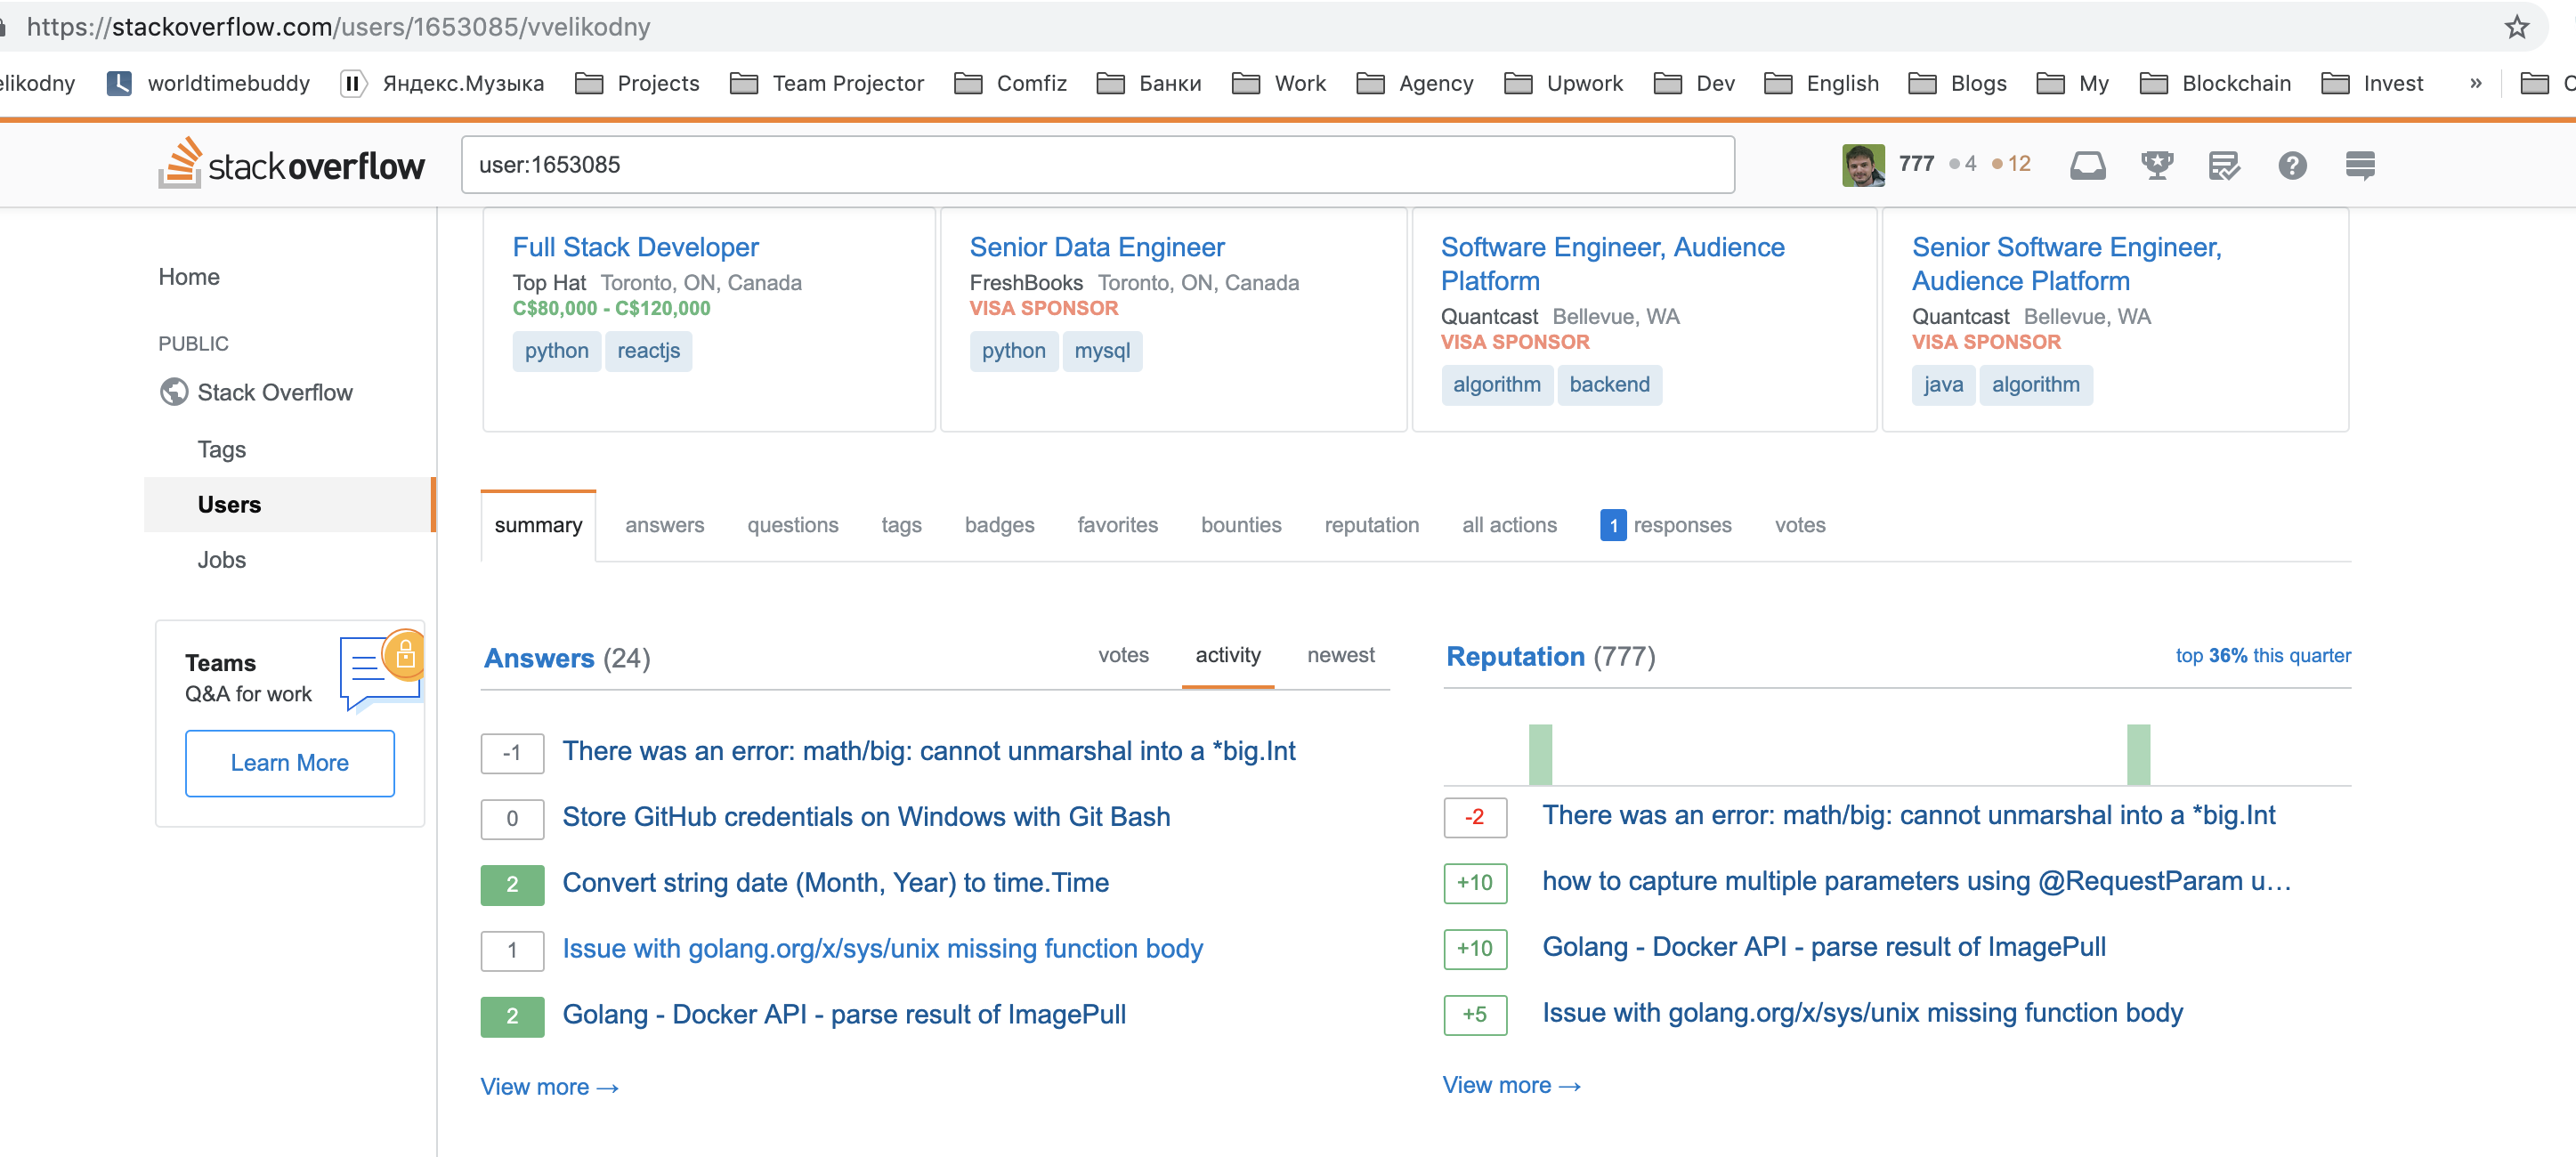 https://stackoverflow.com/users/1653085/vvelikodny
elikodny worldtimebuddy Яндекс.Музыка Projects Team Projector Comfiz Банки Work Agency Upwork Dev English Blogs My Blockchain Invest »
stackoverflow user:1653085 777 4 12
Home
PUBLIC
Stack Overflow
Tags
Users
Jobs
Teams
Q&A for work
Learn More
Full Stack Developer
Top Hat Toronto, ON, Canada
C$80,000 - C$120,000
python reactjs
Senior Data Engineer
FreshBooks Toronto, ON, Canada
VISA SPONSOR
python mysql
Software Engineer, Audience
Platform
Quantcast Bellevue, WA
VISA SPONSOR
algorithm backend
Senior Software Engineer,
Audience Platform
Quantcast Bellevue, WA
VISA SPONSOR
java algorithm
summary answers questions tags badges favorites bounties reputation all actions 1 responses votes
Answers (24) votes activity newest
-1 There was an error: math/big: cannot unmarshal into a *big.Int
0 Store GitHub credentials on Windows with Git Bash
2 Convert string date (Month, Year) to time.Time
1 Issue with golang.org/x/sys/unix missing function body
2 Golang - Docker API - parse result of ImagePull
View more →
Reputation (777) top 36% this quarter
-2 There was an error: math/big: cannot unmarshal into a *big.Int
+10 how to capture multiple parameters using @RequestParam u…
+10 Golang - Docker API - parse result of ImagePull
+5 Issue with golang.org/x/sys/unix missing function body
View more →